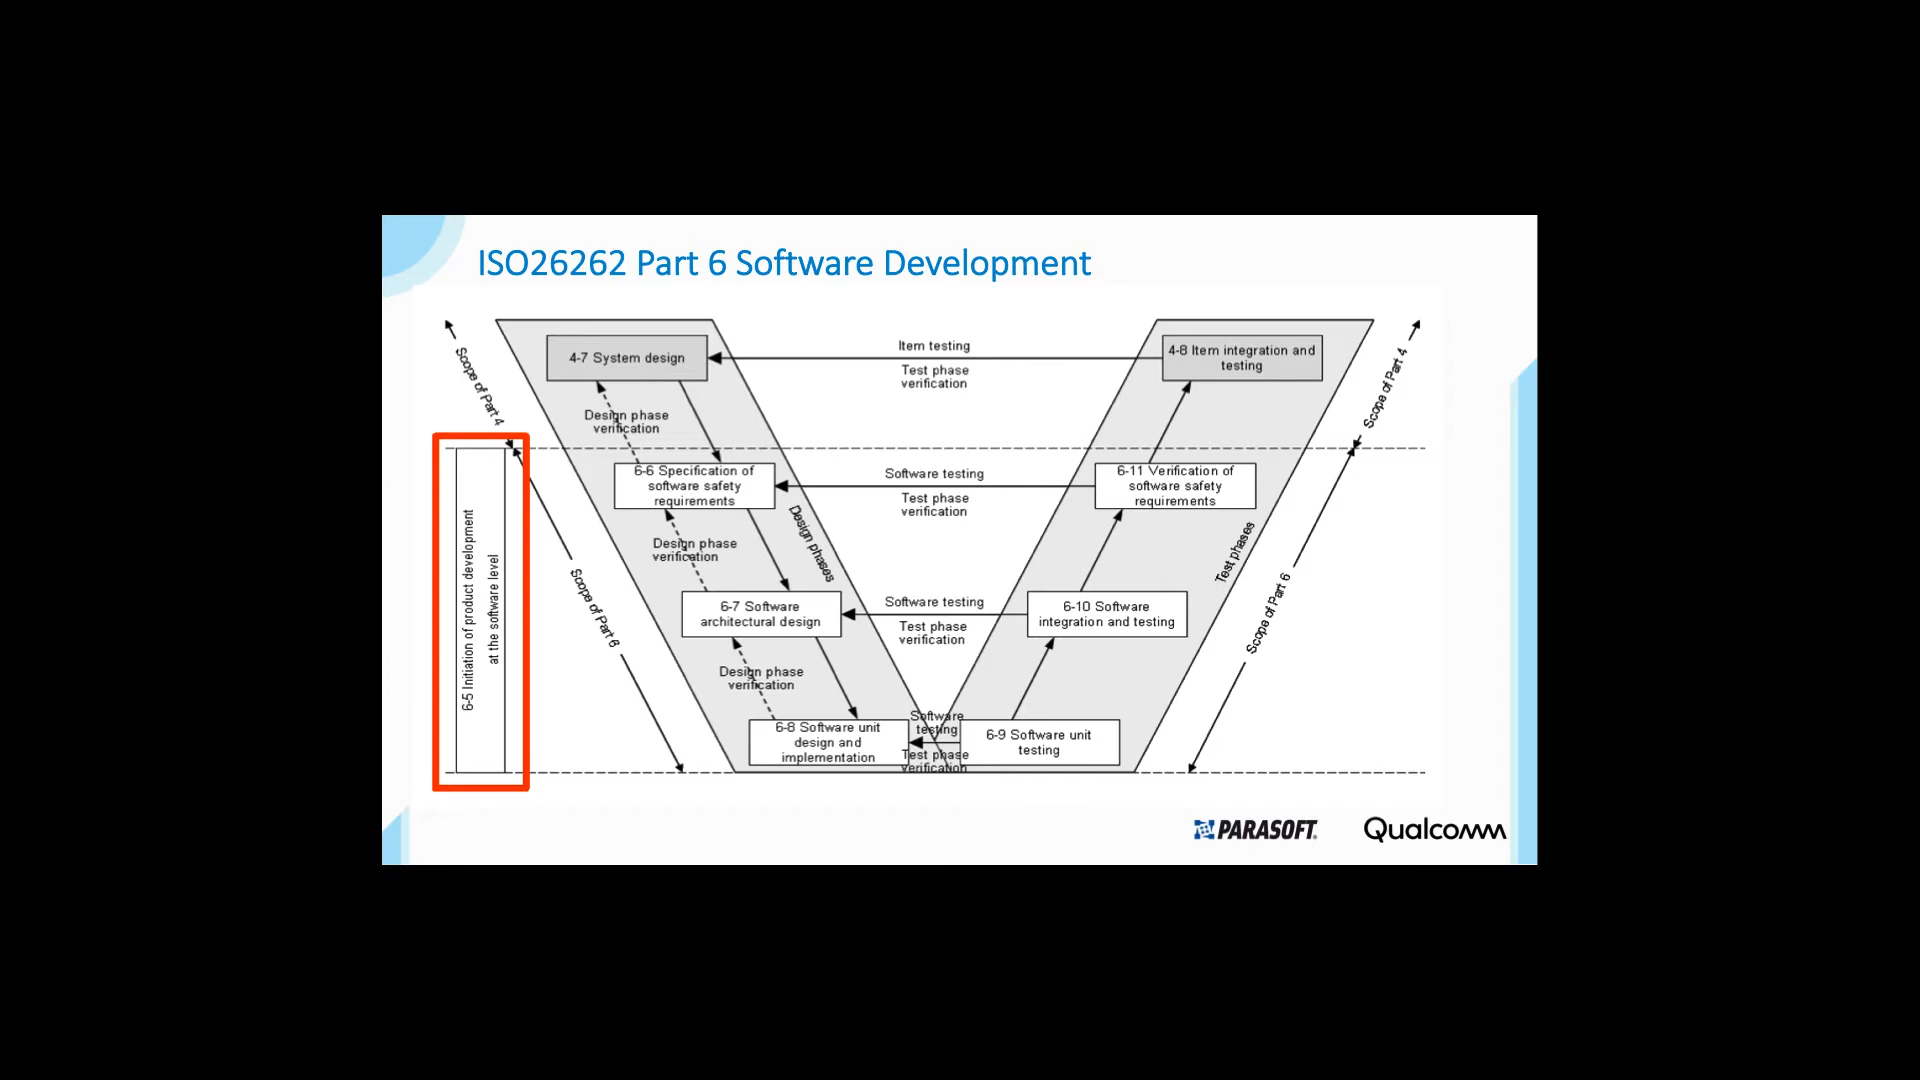 ISO26262 Part 6 Software Development
Scope of Part 4
4-7 System design
Item testing
Test phase
verification
4-8 Item integration and
testing
Scope of Part 4
Design phase
verification
6-6 Specification of
software safety
requirements
Software testing
Test phase
verification
6-11 Verification of
software safety
requirements
6-5 Initiation of product development
at the software level
Scope of Part 6
Design phase
verification
Design phases
Test phases
Scope of Part 6
6-7 Software
architectural design
Software testing
Test phase
verification
6-10 Software
integration and testing
Design phase
verification
6-8 Software unit
design and
implementation
Software
testing
Test phase
verification
6-9 Software unit
testing
PARASOFT
Qualcomm